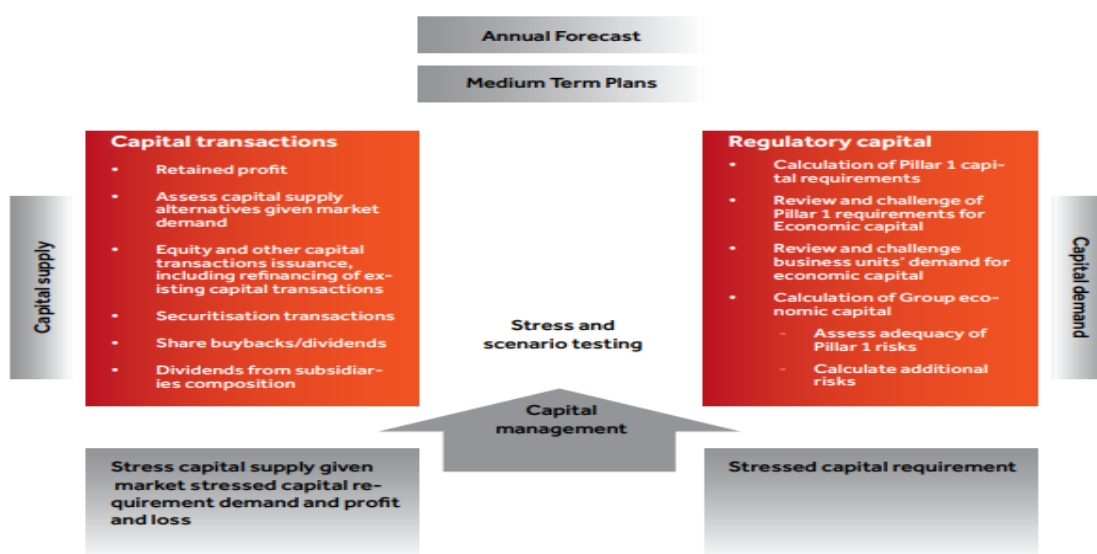 Annual Forecast
Medium Term Plans
Capital supply
Capital transactions
• Retained profit
• Assess capital supply
alternatives given market
demand
• Equity and other capital
transactions issuance,
including refinancing of ex-
isting capital transactions
• Securitisation transactions
• Share buybacks/dividends
• Dividends from subsidiar-
ies composition
Stress and
scenario testing
Capital
management
Regulatory capital
• Calculation of Pillar 1 capi-
tal requirements
• Review and challenge of
Pillar 1 requirements for
Economic capital
• Review and challenge
business units' demand for
economic capital
• Calculation of Group eco-
nomic capital
- Assess adequacy of
Pillar 1 risks
- Calculate additional
risks
Capital demand
Stress capital supply given
market stressed capital re-
quirement demand and profit
and loss
Stressed capital requirement